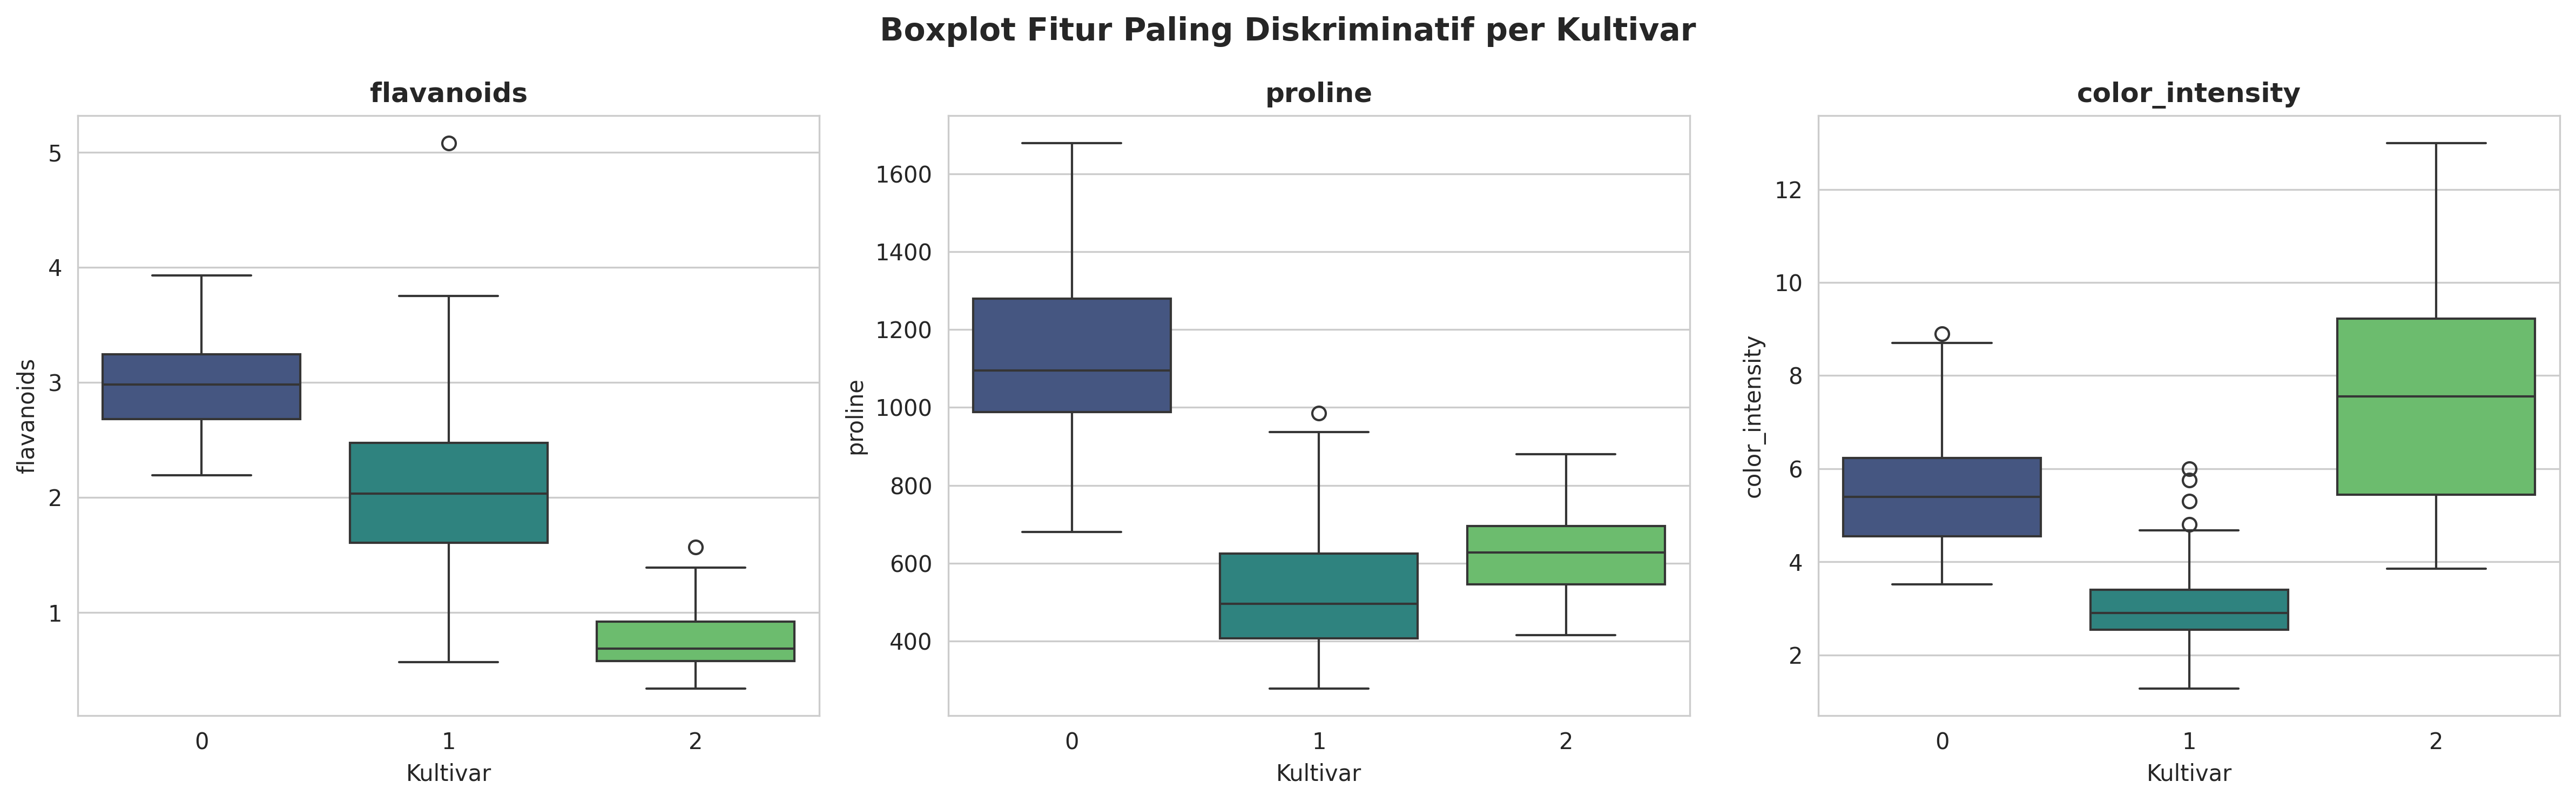 Boxplot Fitur Paling Diskriminatif per Kultivar
flavanoids
5
4
3
2
1
flavanoids
0 1 2
Kultivar
proline
1600
1400
1200
1000
800
600
400
proline
0 1 2
Kultivar
color_intensity
12
10
8
6
4
2
color_intensity
0 1 2
Kultivar